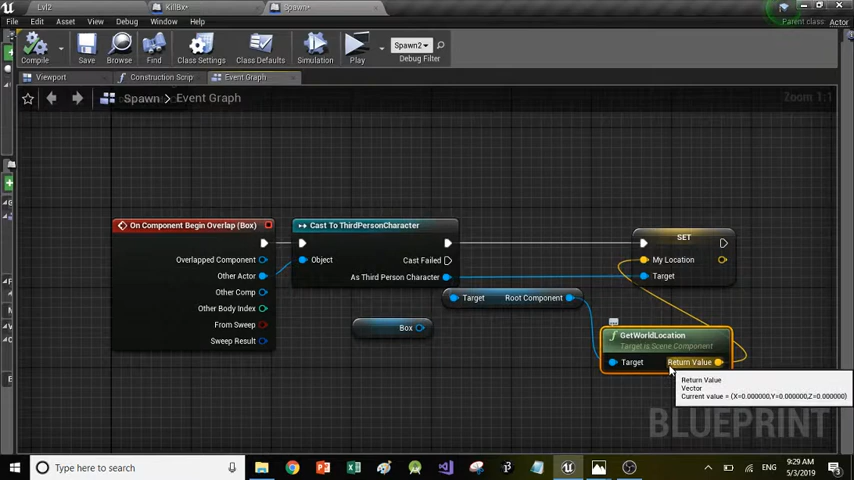 Lvl2
KillBx*
Spawn*
Parent class:
Actor
File Edit Asset View Debug Window Help
Compile
Save
Browse
Find
Class Settings
Class Defaults
Simulation
Play
Spawn2
Debug Filter
Viewport
Construction Scrip
Event Graph
Spawn > Event Graph
Zoom 1:1
On Component Begin Overlap (Box)
Overlapped Component
Other Actor
Other Comp
Other Body Index
From Sweep
Sweep Result
Cast To ThirdPersonCharacter
Cast Failed
Object
As Third Person Character
SET
My Location
Target
Target Root Component
Box
GetWorldLocation
Target is Scene Component
Target Return Value
Return Value
Vector
Current value = (X=0.000000,Y=0.000000,Z=0.000000)
BLUEPRINT
Type here to search
ENG
9:29 AM
5/3/2019